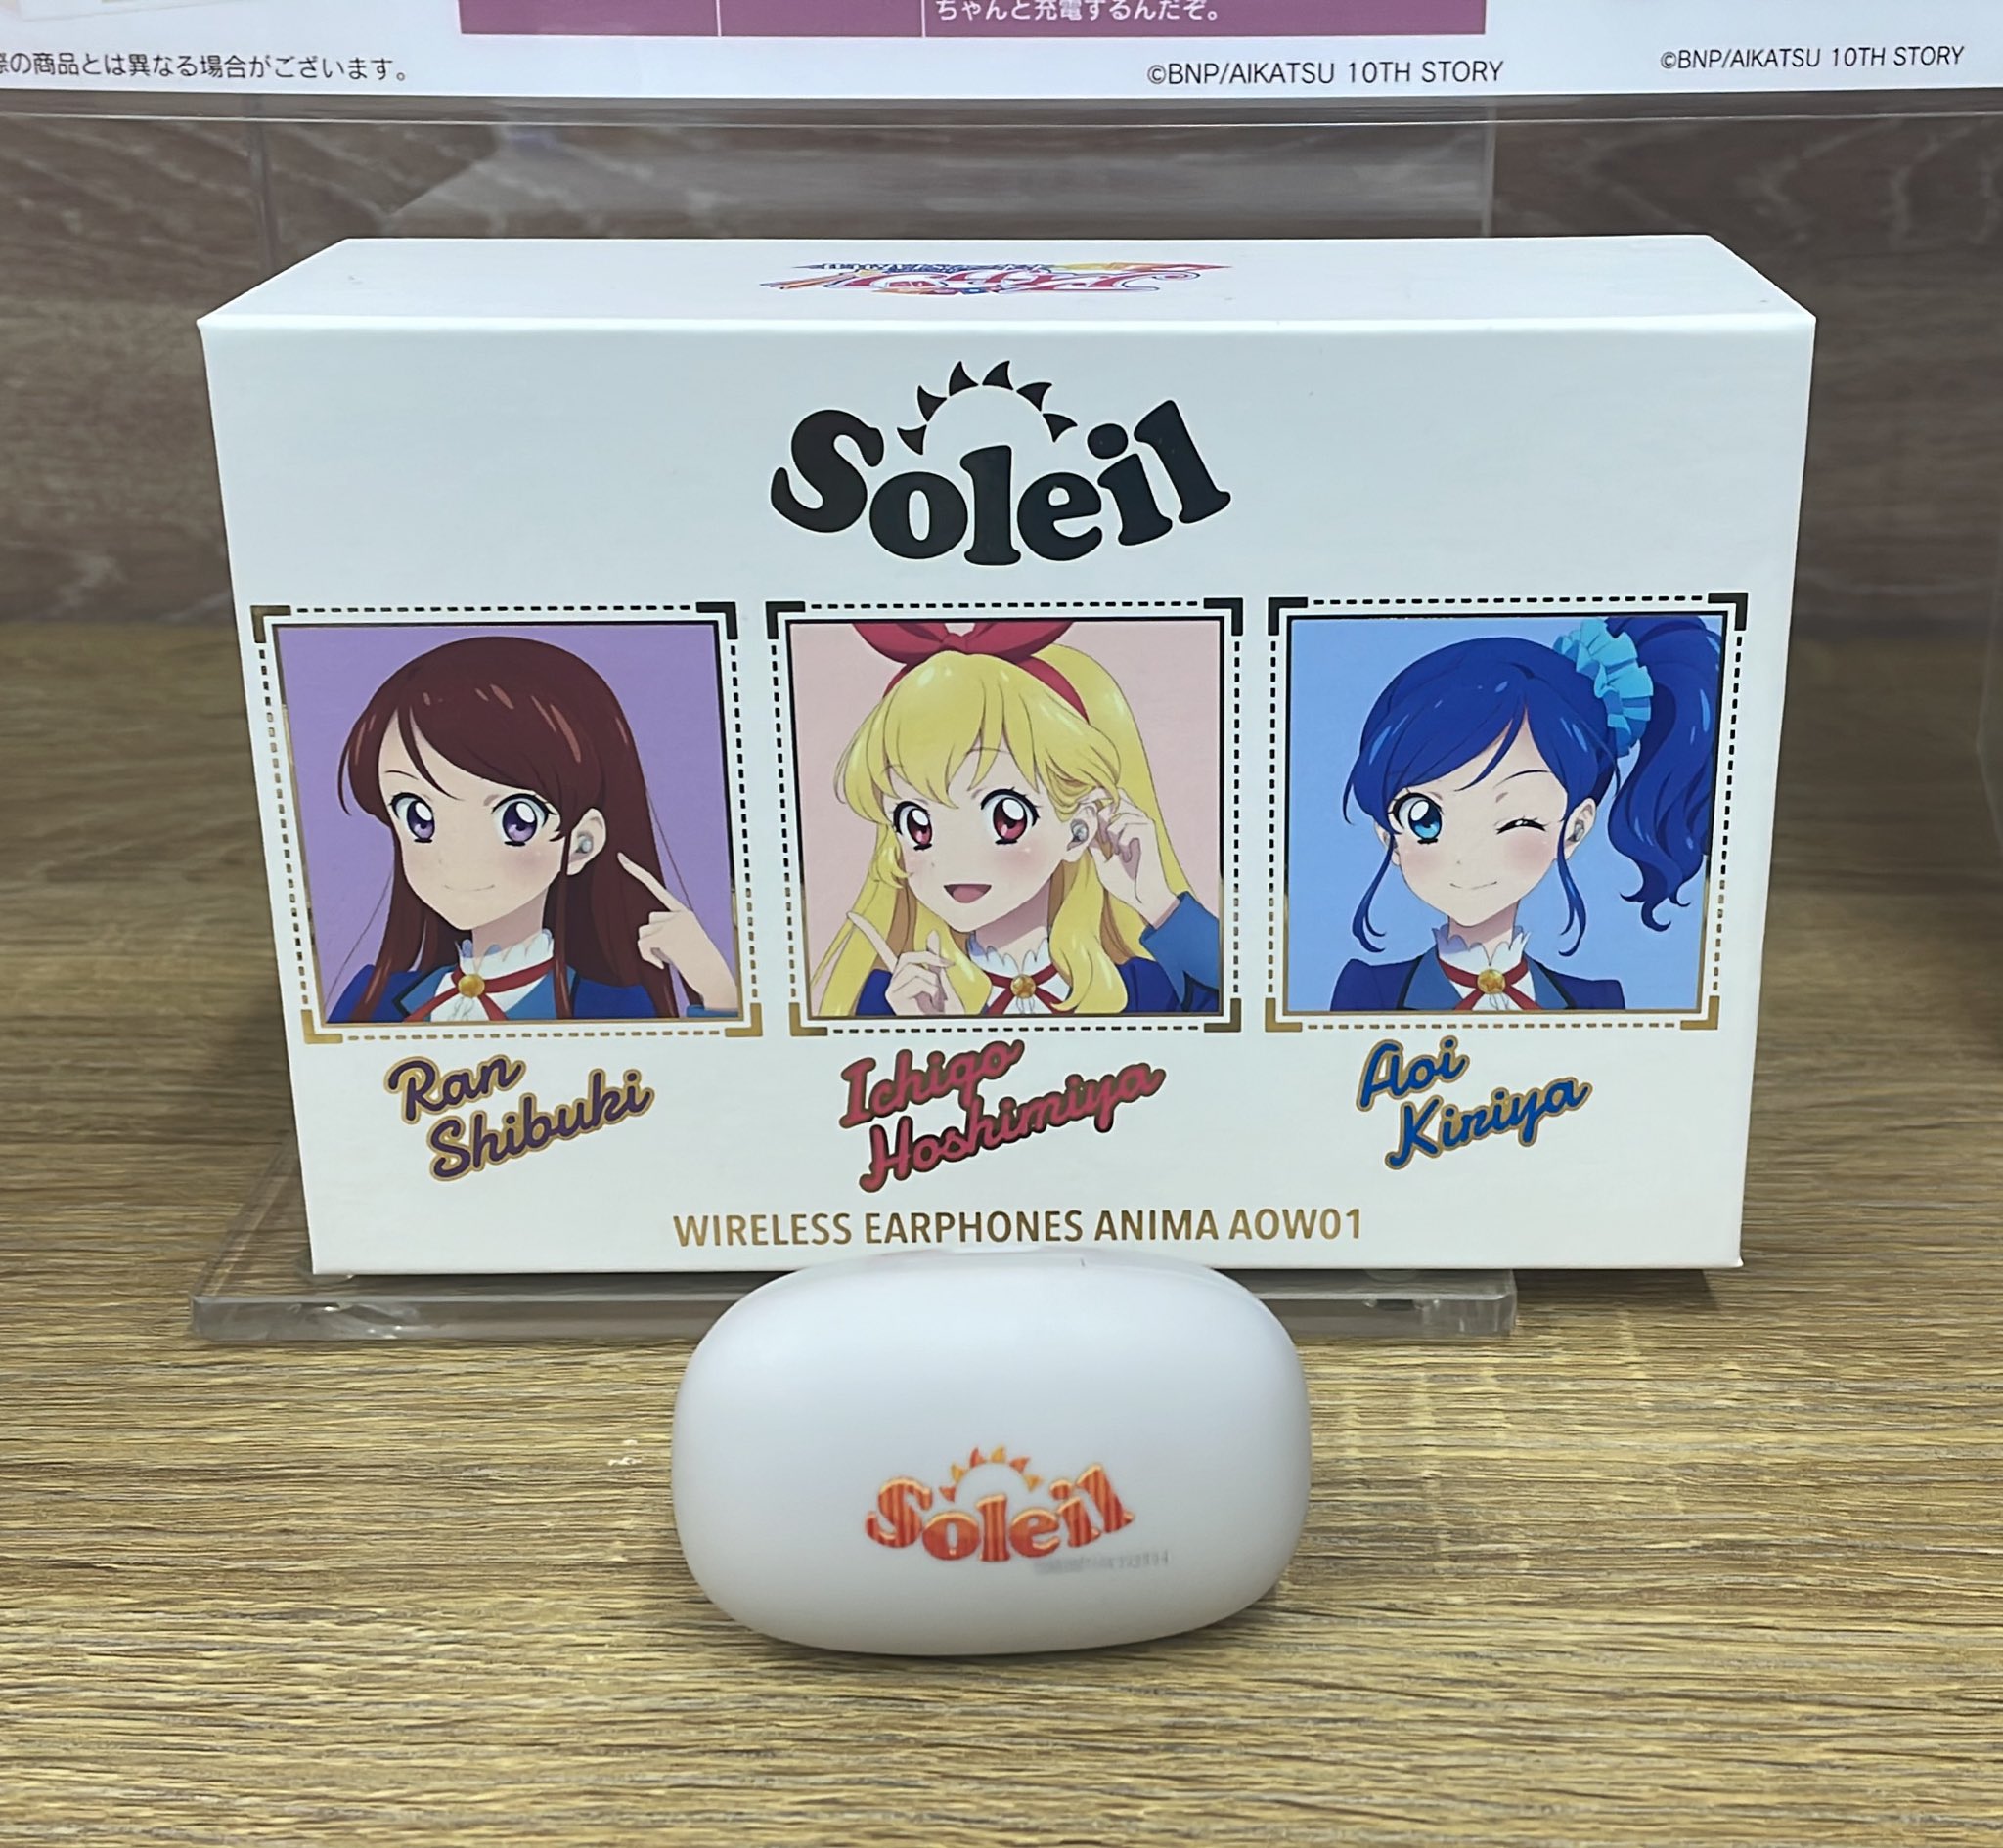 ちゃんと充電するんだぞ。
の商品とは異なる場合がございます。
©BNP/AIKATSU 10TH STORY
©BNP/AIKATSU 10TH STORY
Soleil
Ran
Shibuki
Ichigo
Hoshimiya
Aoi
Kiriya
WIRELESS EARPHONES ANIMA AOW01
Soleil